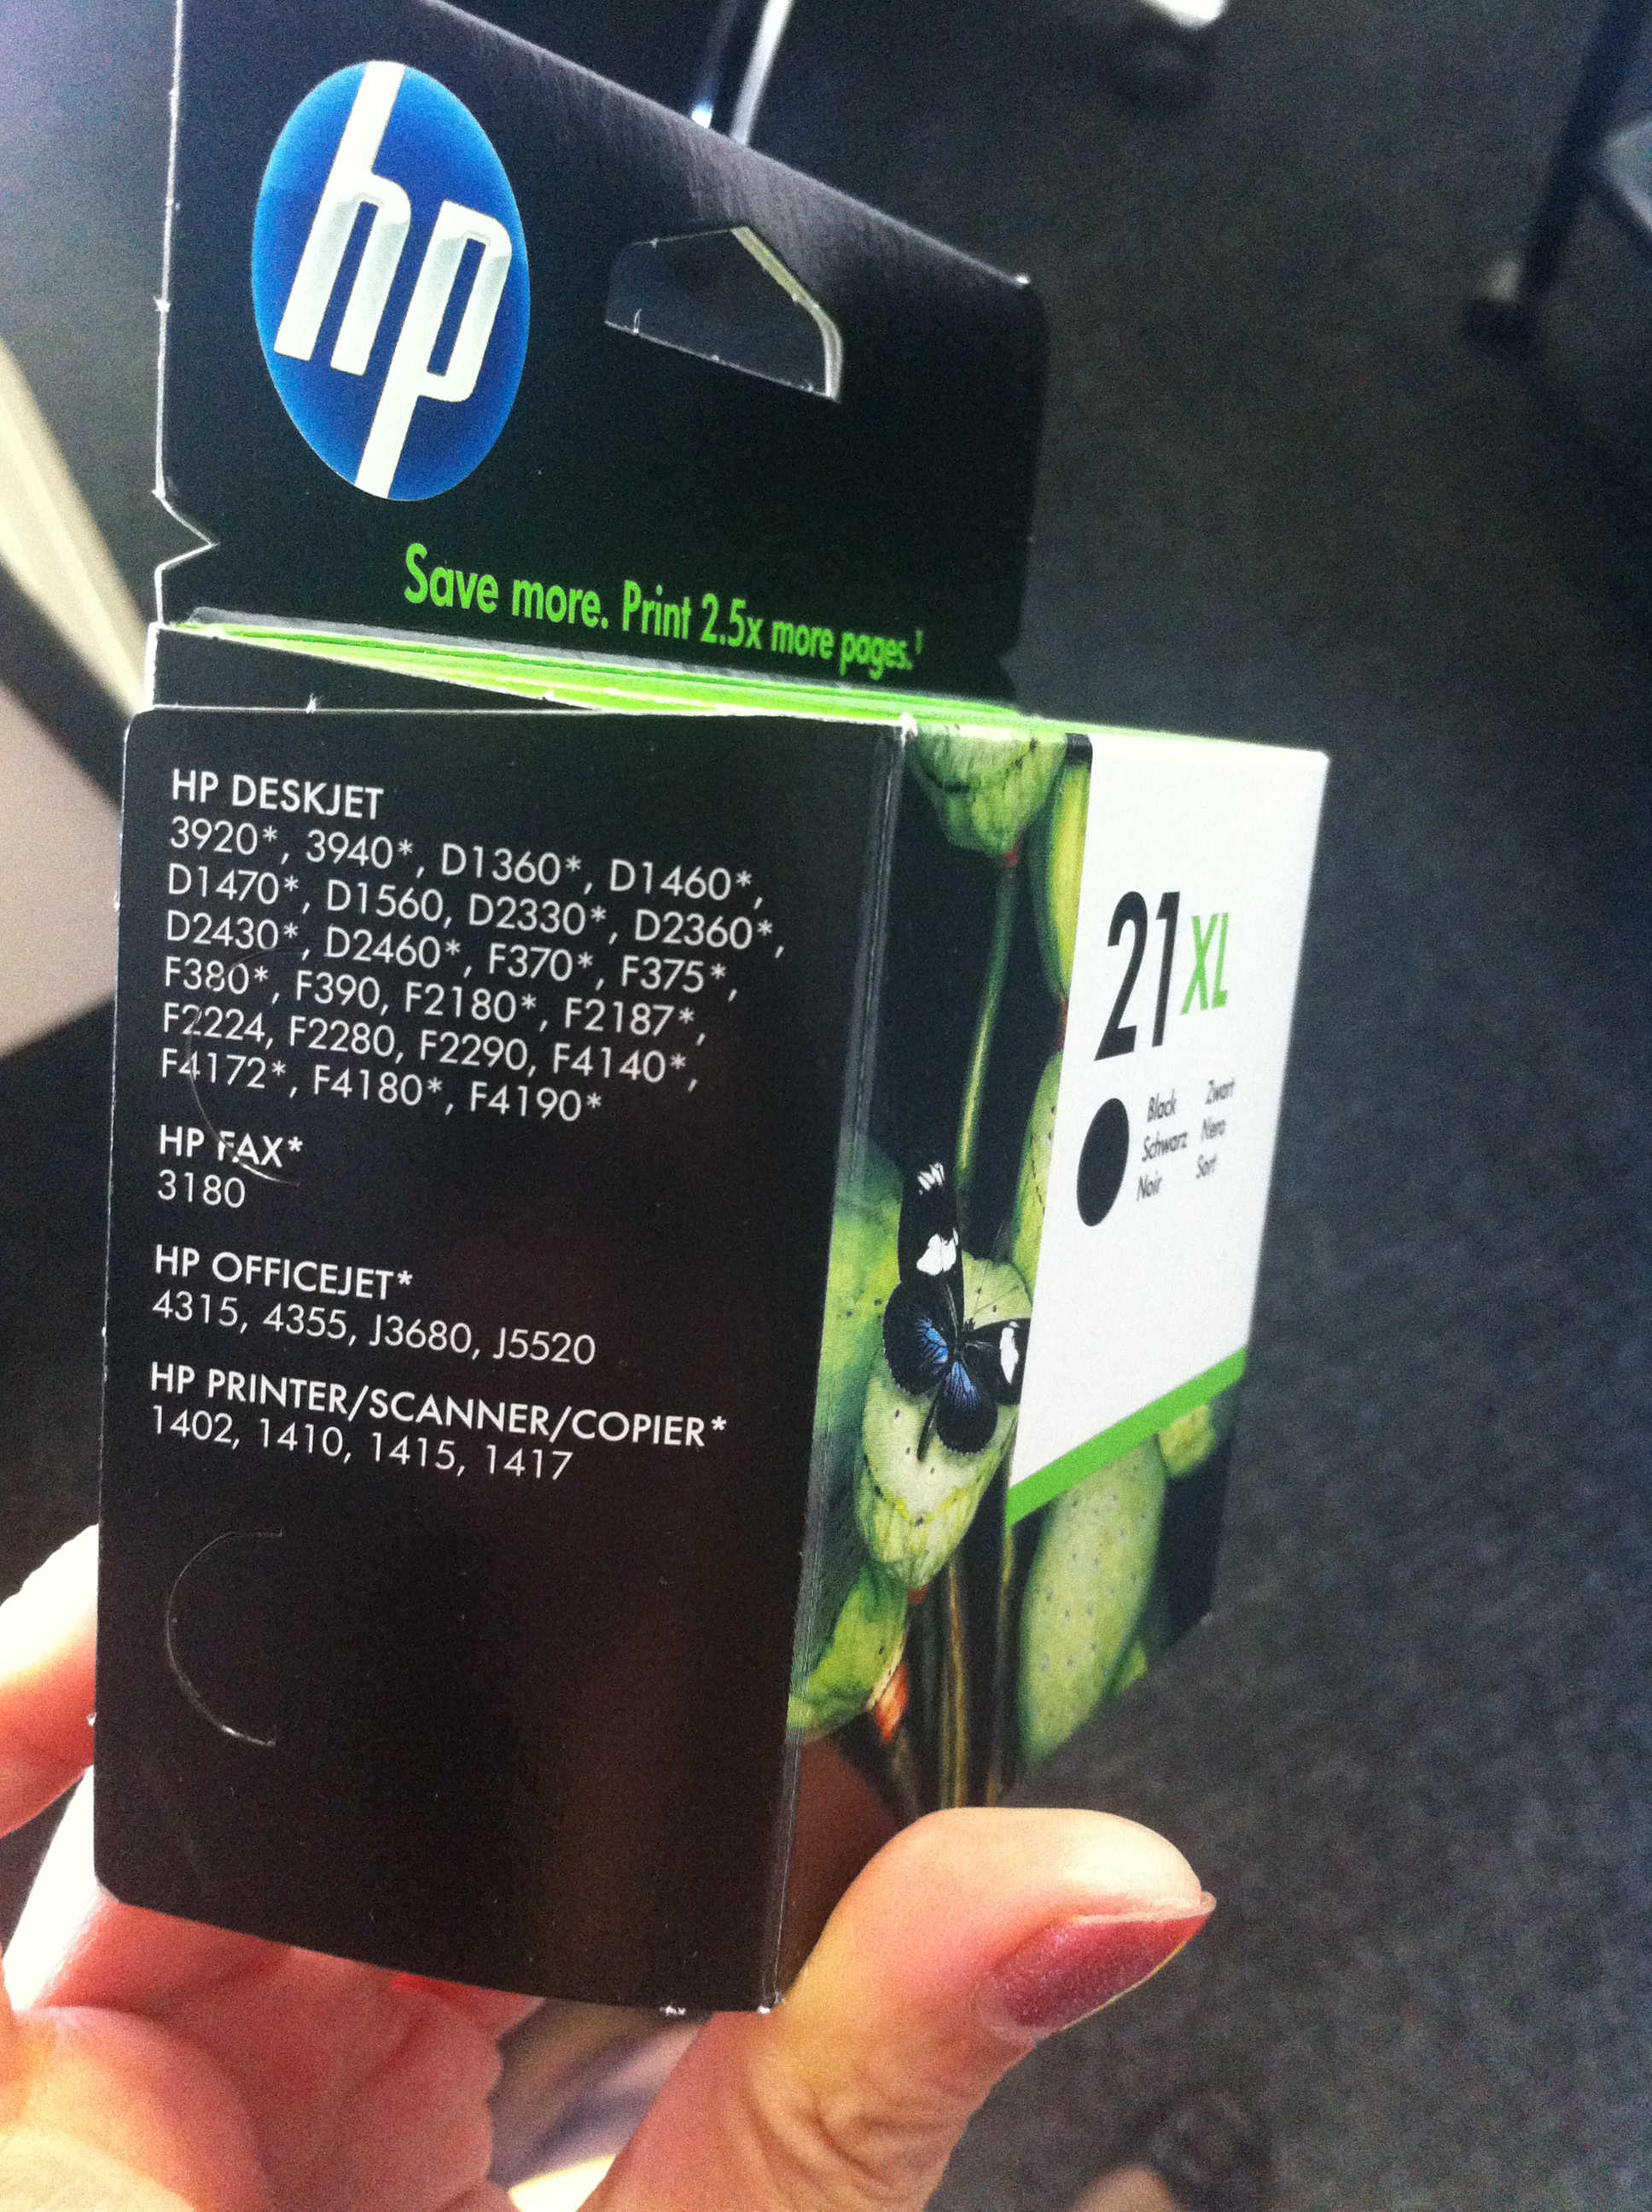 hp
Save more. Print 2.5x more pages.¹
HP DESKJET
3920*, 3940*, D1360*, D1460*,
D1470*, D1560, D2330*, D2360*,
D2430*, D2460*, F370*, F375*,
F380*, F390, F2180*, F2187*,
F2224, F2280, F2290, F4140*,
F4172*, F4180*, F4190*
HP FAX*
3180
HP OFFICEJET*
4315, 4355, J3680, J5520
HP PRINTER/SCANNER/COPIER*
1402, 1410, 1415, 1417
21XL
Black Zwart
Schwarz Nero
Noir Sort